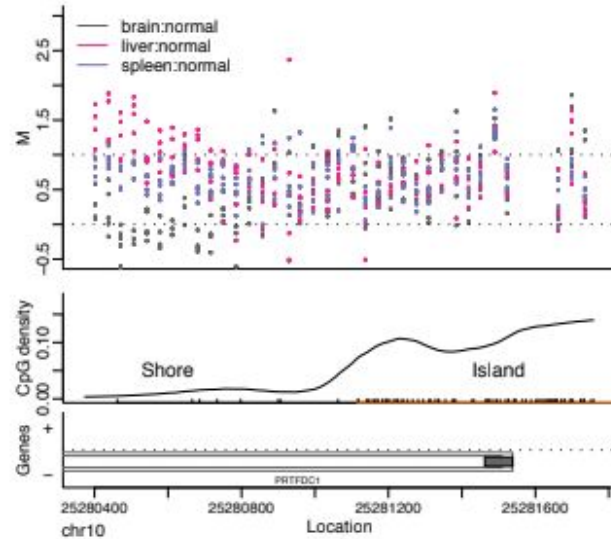 brain:normal
liver:normal
spleen:normal
M
2.5
1.5
0.5
−0.5
CpG density
0.10
0.00
Shore
Island
Genes
+
−
PRTFDC1
25280400
25280800
25281200
25281600
chr10
Location